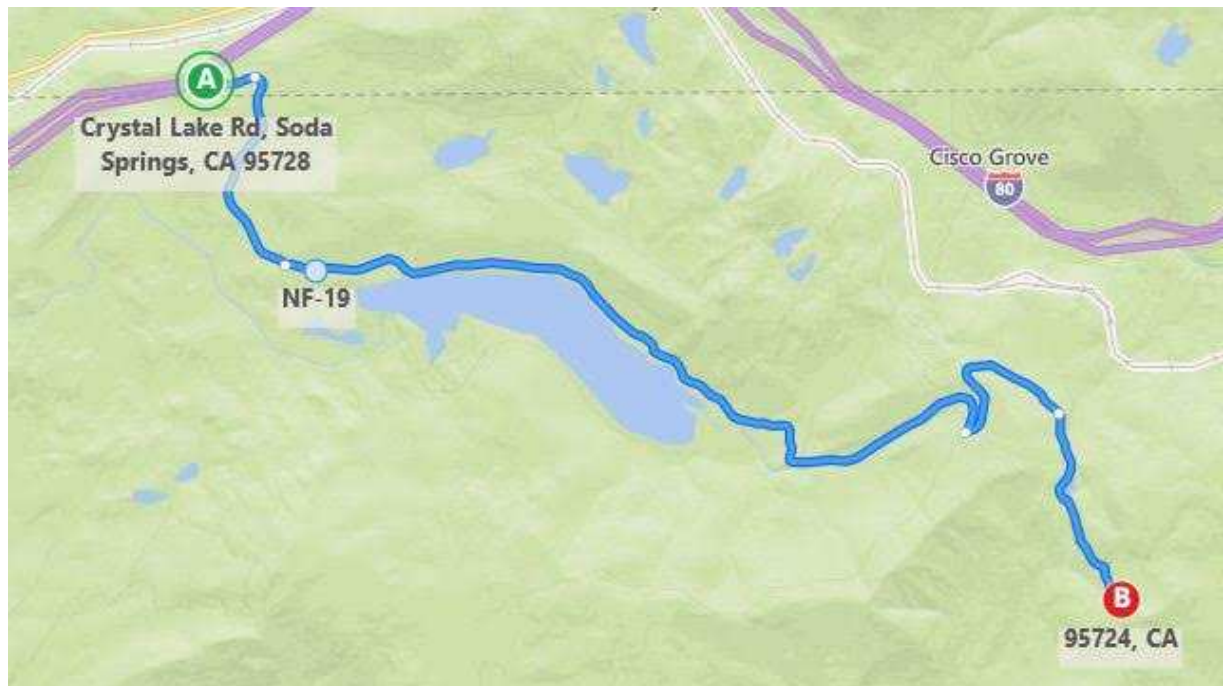 A
Crystal Lake Rd, Soda
Springs, CA 95728
Cisco Grove
80
NF-19
B
95724, CA